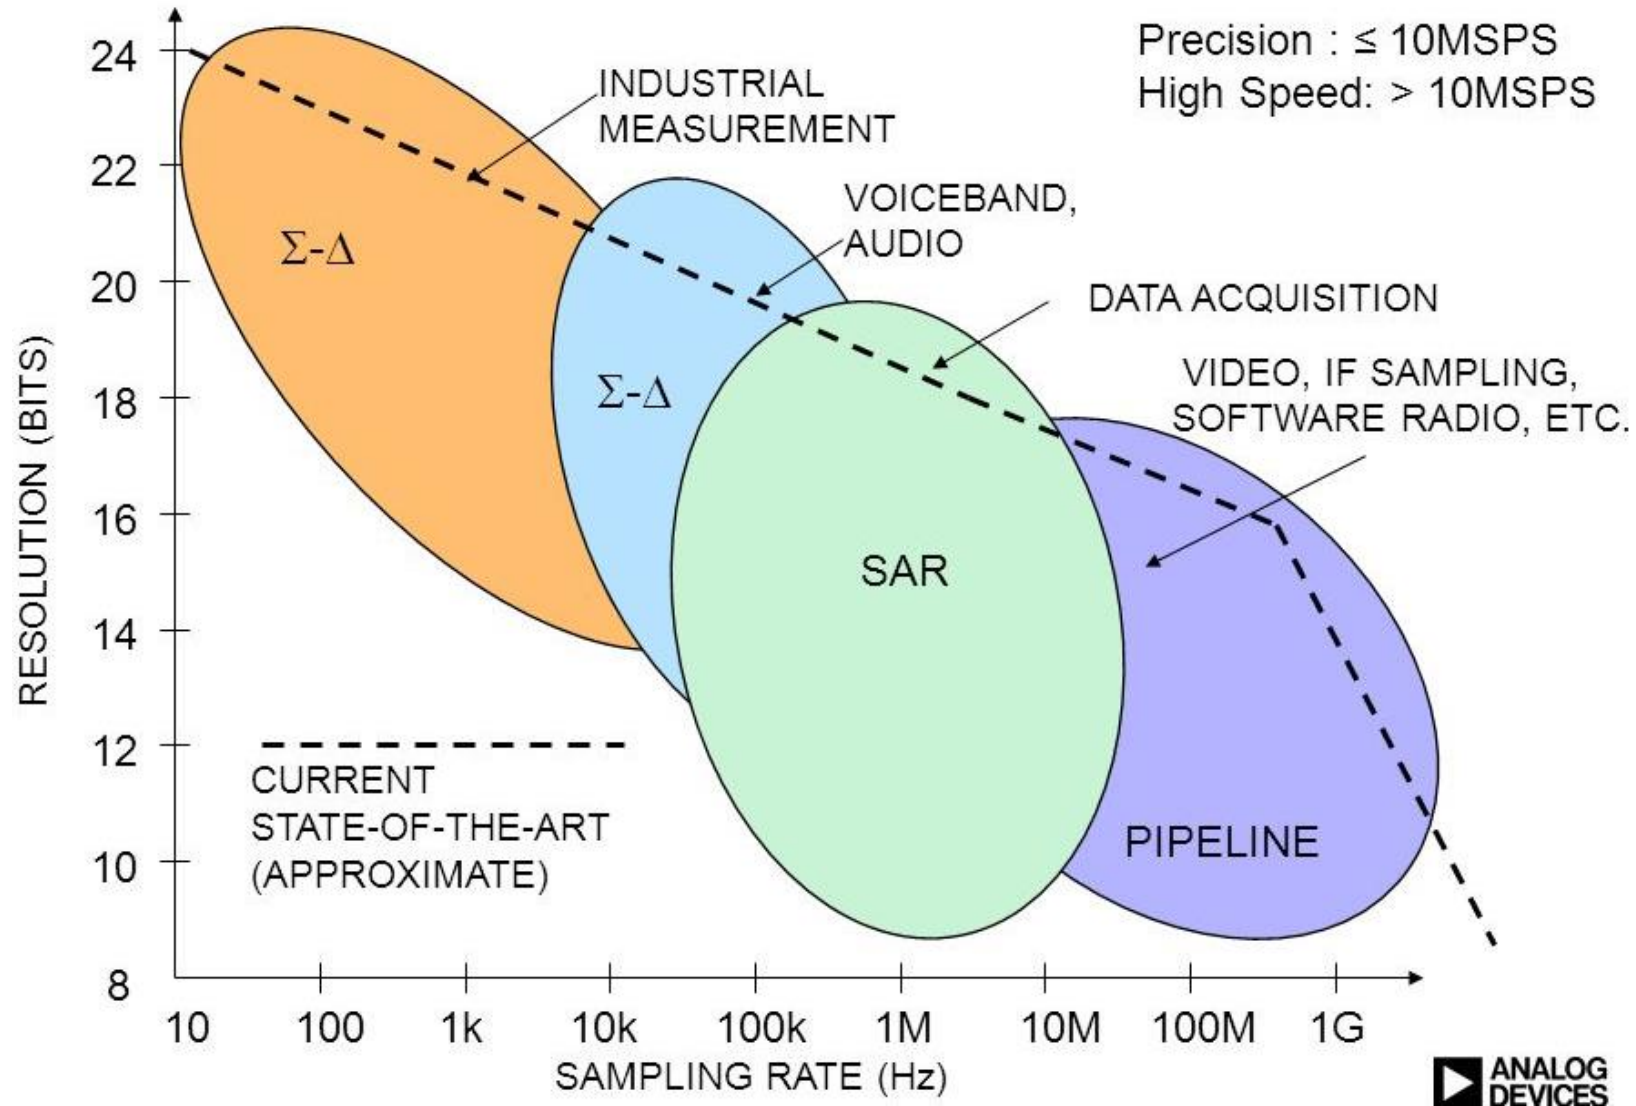 Precision : ≤ 10MSPS
High Speed: > 10MSPS
24
22
20
18
16
14
12
10
8
RESOLUTION (BITS)
INDUSTRIAL
MEASUREMENT
VOICEBAND,
AUDIO
DATA ACQUISITION
VIDEO, IF SAMPLING,
SOFTWARE RADIO, ETC.
Σ-Δ
Σ-Δ
SAR
PIPELINE
CURRENT
STATE-OF-THE-ART
(APPROXIMATE)
10
100
1k
10k
100k
1M
10M
100M
1G
SAMPLING RATE (Hz)
ANALOG
DEVICES